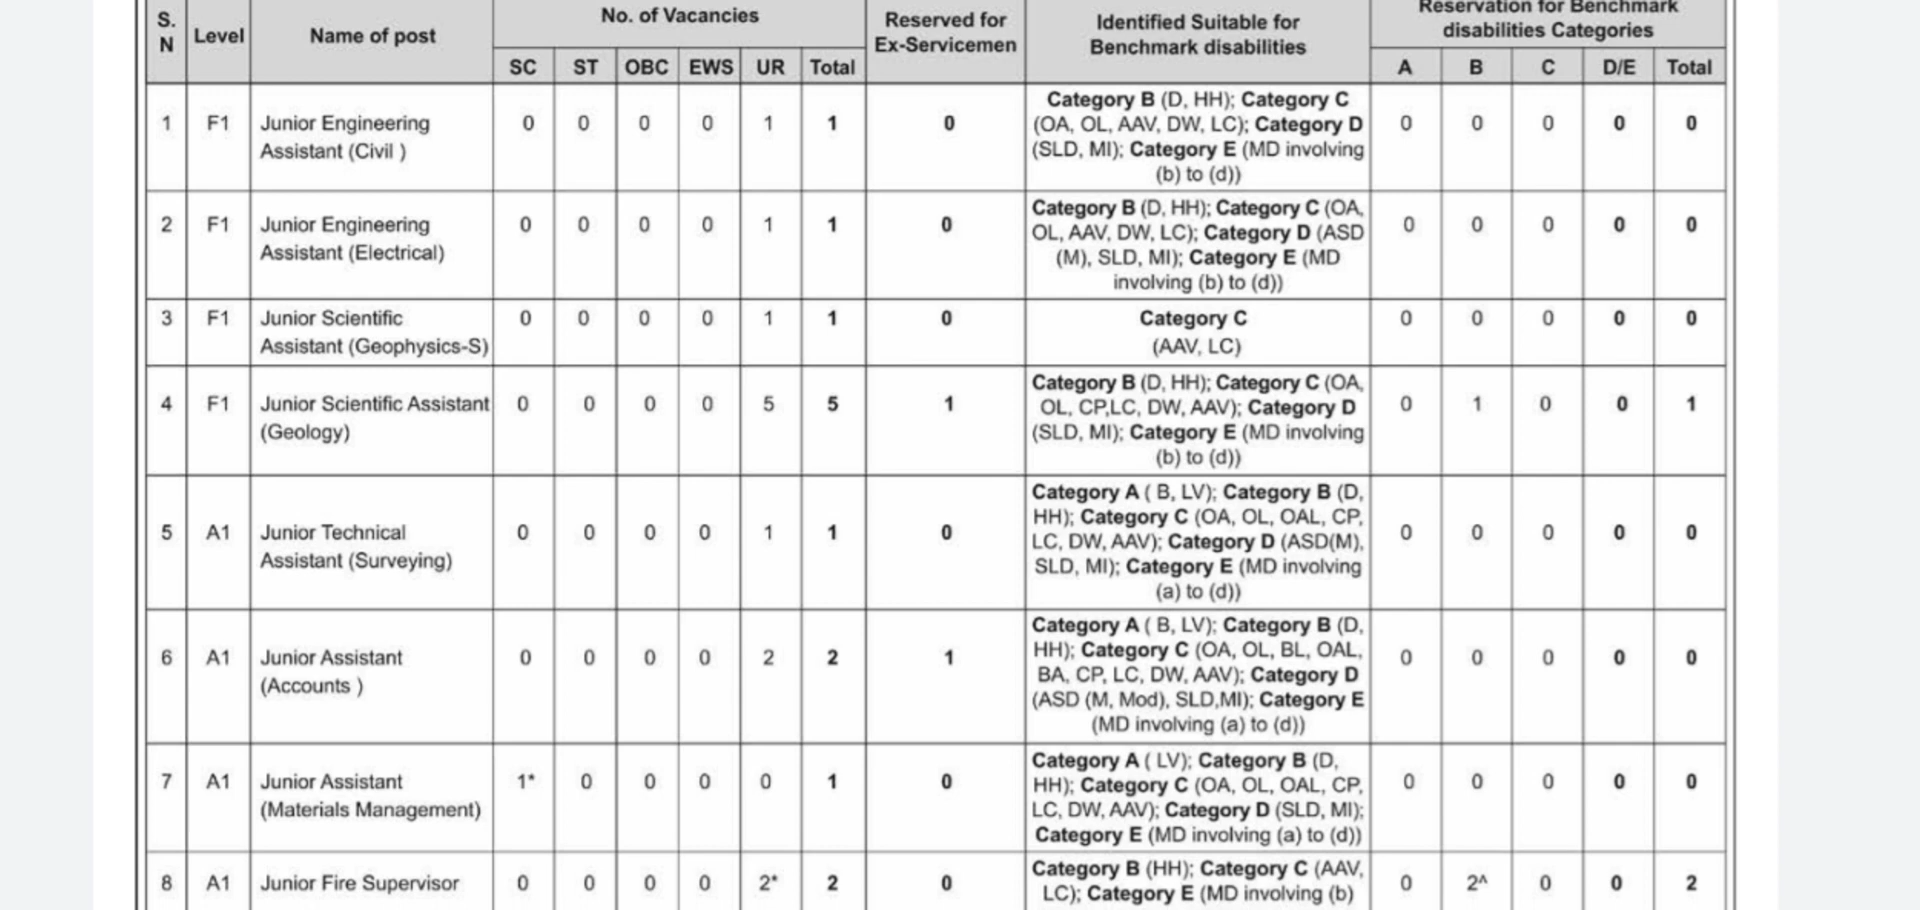 S. N Level Name of post No. of Vacancies Reserved for Ex-Servicemen Identified Suitable for Benchmark disabilities Reservation for Benchmark disabilities Categories
SC ST OBC EWS UR Total A B C D/E Total
1 F1 Junior Engineering Assistant (Civil ) 0 0 0 0 1 1 0 Category B (D, HH); Category C (OA, OL, AAV, DW, LC); Category D (SLD, MI); Category E (MD involving (b) to (d)) 0 0 0 0 0
2 F1 Junior Engineering Assistant (Electrical) 0 0 0 0 1 1 0 Category B (D, HH); Category C (OA, OL, AAV, DW, LC); Category D (ASD (M), SLD, MI); Category E (MD involving (b) to (d)) 0 0 0 0 0
3 F1 Junior Scientific Assistant (Geophysics-S) 0 0 0 0 1 1 0 Category C (AAV, LC) 0 0 0 0 0
4 F1 Junior Scientific Assistant (Geology) 0 0 0 0 5 5 1 Category B (D, HH); Category C (OA, OL, CP,LC, DW, AAV); Category D (SLD, MI); Category E (MD involving (b) to (d)) 0 1 0 0 1
5 A1 Junior Technical Assistant (Surveying) 0 0 0 0 1 1 0 Category A ( B, LV); Category B (D, HH); Category C (OA, OL, OAL, CP, LC, DW, AAV); Category D (ASD(M), SLD, MI); Category E (MD involving (a) to (d)) 0 0 0 0 0
6 A1 Junior Assistant (Accounts ) 0 0 0 0 2 2 1 Category A ( B, LV); Category B (D, HH); Category C (OA, OL, BL, OAL, BA, CP, LC, DW, AAV); Category D (ASD (M, Mod), SLD,MI); Category E (MD involving (a) to (d)) 0 0 0 0 0
7 A1 Junior Assistant (Materials Management) 1* 0 0 0 0 1 0 Category A ( LV); Category B (D, HH); Category C (OA, OL, OAL, CP, LC, DW, AAV); Category D (SLD, MI); Category E (MD involving (a) to (d)) 0 0 0 0 0
8 A1 Junior Fire Supervisor 0 0 0 0 2* 2 0 Category B (HH); Category C (AAV, LC); Category E (MD involving (b) 0 2^ 0 0 2